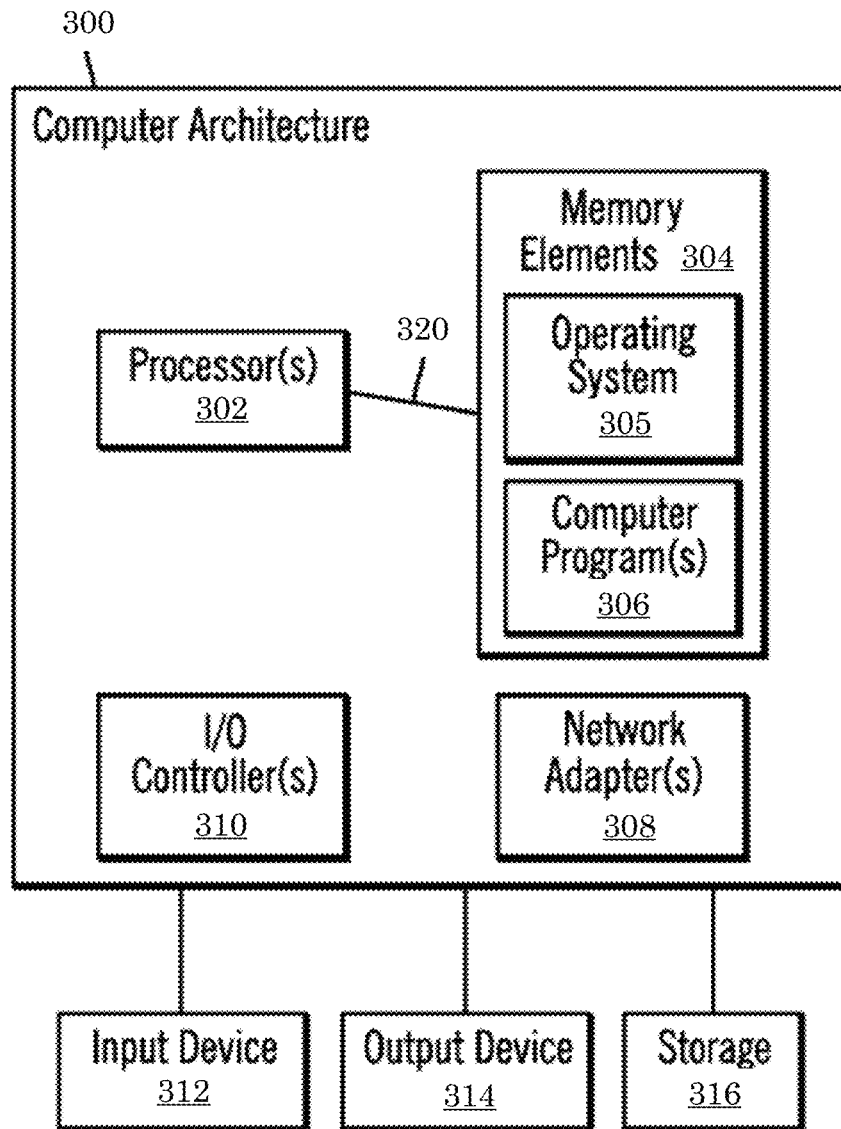 300
Computer Architecture
Memory
Elements 304
320
Processor(s)
302
Operating
System
305
Computer
Program(s)
306
I/O
Controller(s)
310
Network
Adapter(s)
308
Input Device
312
Output Device
314
Storage
316